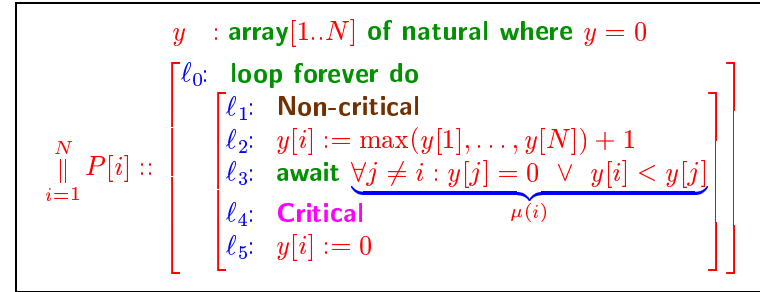 y : array[1..N] of natural where y = 0
ℓ0: loop forever do
ℓ1: Non-critical
ℓ2: y[i] := max(y[1], . . . , y[N]) + 1
N
∥ P[i] :: ℓ3: await ∀j ≠ i : y[j] = 0 ∨ y[i] < y[j]
i=1
ℓ4: Critical
μ(i)
ℓ5: y[i] := 0